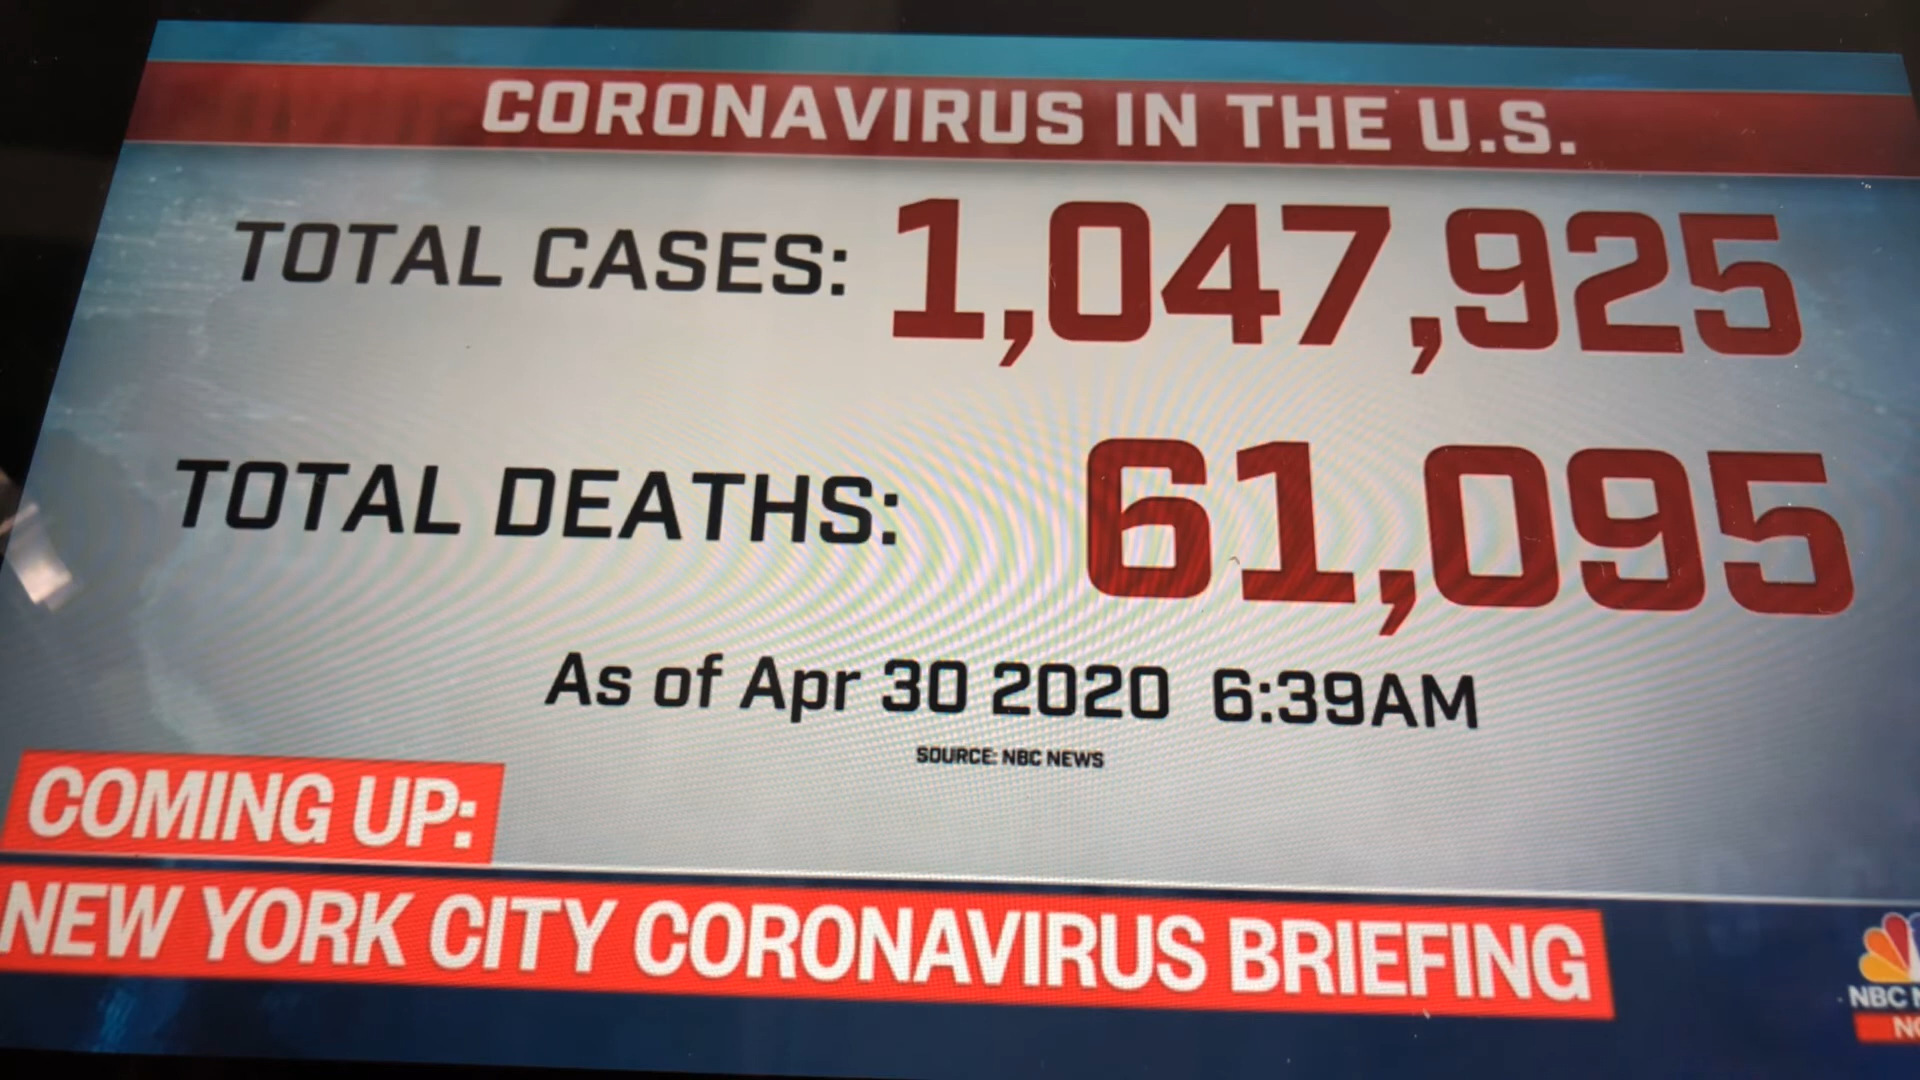 CORONAVIRUS IN THE U.S.
TOTAL CASES: 1,047,925
TOTAL DEATHS: 61,095
As of Apr 30 2020 6:39AM
SOURCE: NBC NEWS
COMING UP:
NEW YORK CITY CORONAVIRUS BRIEFING
NBC